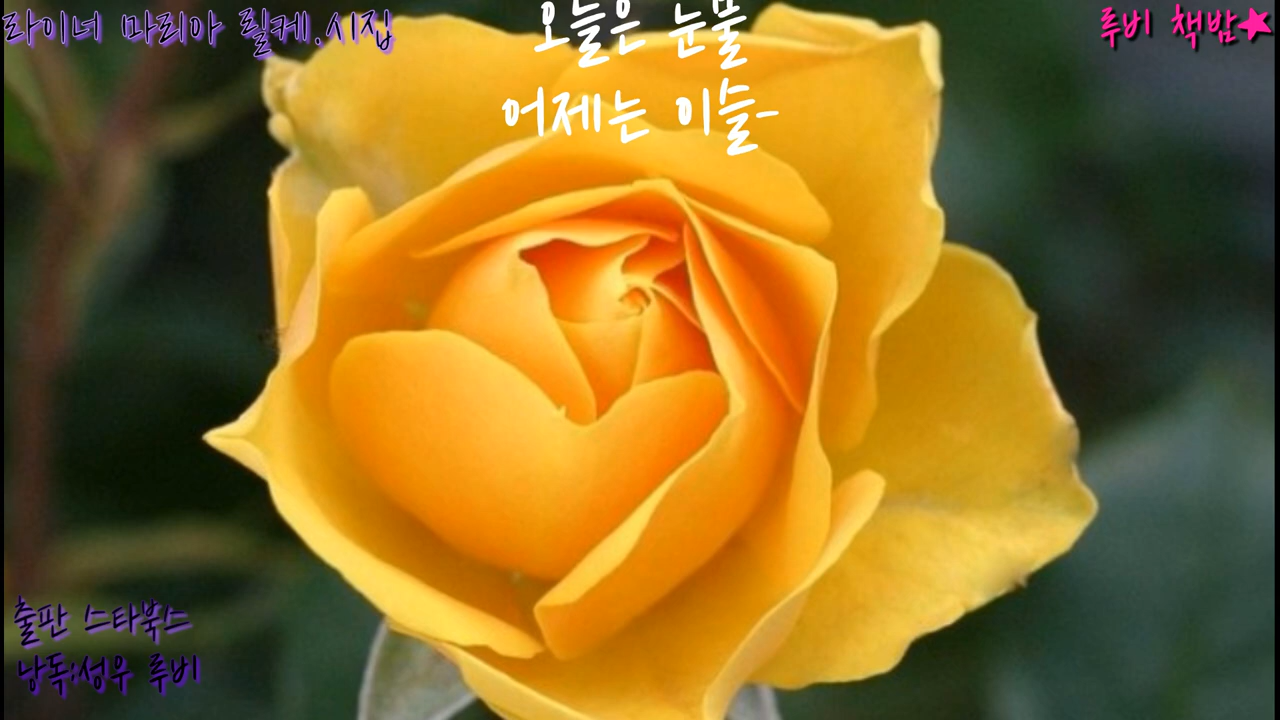 라이너 마리아 릴케.시집
루비 책밤★
오늘은 눈물
어제는 이슬-
출판 스타북스
낭독:성우 루비